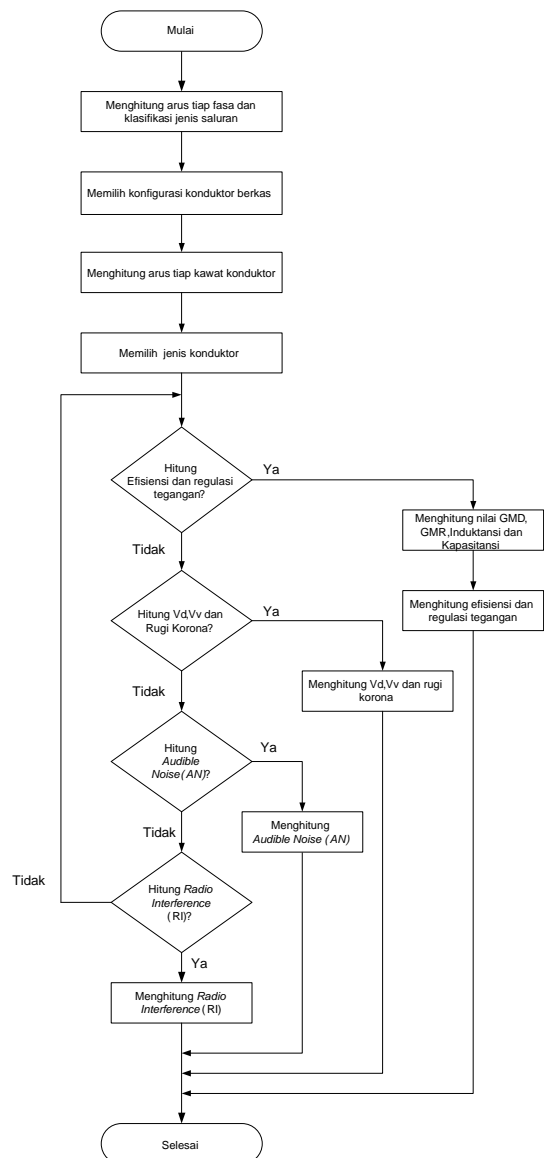 Mulai
Menghitung arus tiap fasa dan
klasifikasi jenis saluran
Memilih konfigurasi konduktor berkas
Menghitung arus tiap kawat konduktor
Memilih jenis konduktor
Hitung
Efisiensi dan regulasi
tegangan?
Ya
Menghitung nilai GMD,
GMR,Induktansi dan
Kapasitansi
Menghitung efisiensi dan
regulasi tegangan
Tidak
Hitung Vd,Vv dan
Rugi Korona?
Ya
Menghitung Vd,Vv dan rugi
korona
Tidak
Hitung
Audible
Noise(AN)?
Ya
Menghitung
Audible Noise (AN)
Tidak
Hitung Radio
Interference
(RI)?
Tidak
Ya
Menghitung Radio
Interference(RI)
Selesai